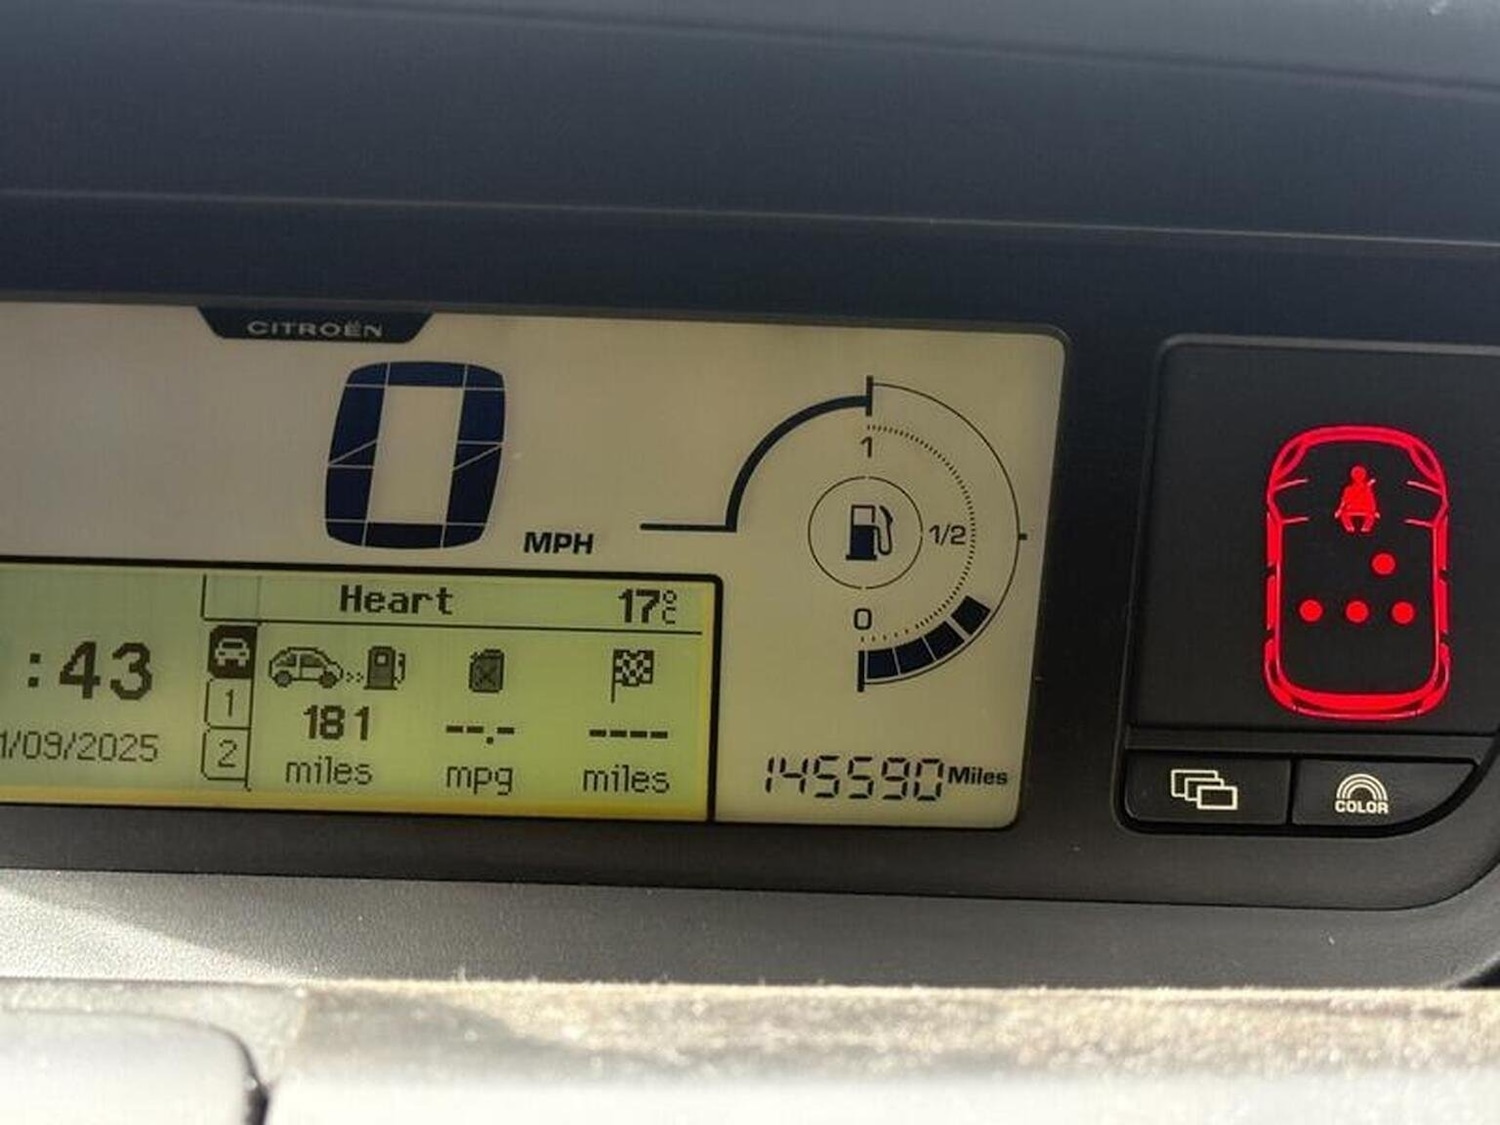 CITROËN
0 MPH
1
1/2
0
Heart 17°C
:43
1/09/2025
1
2
181 --.- ----
miles mpg miles
145590 Miles
COLOR